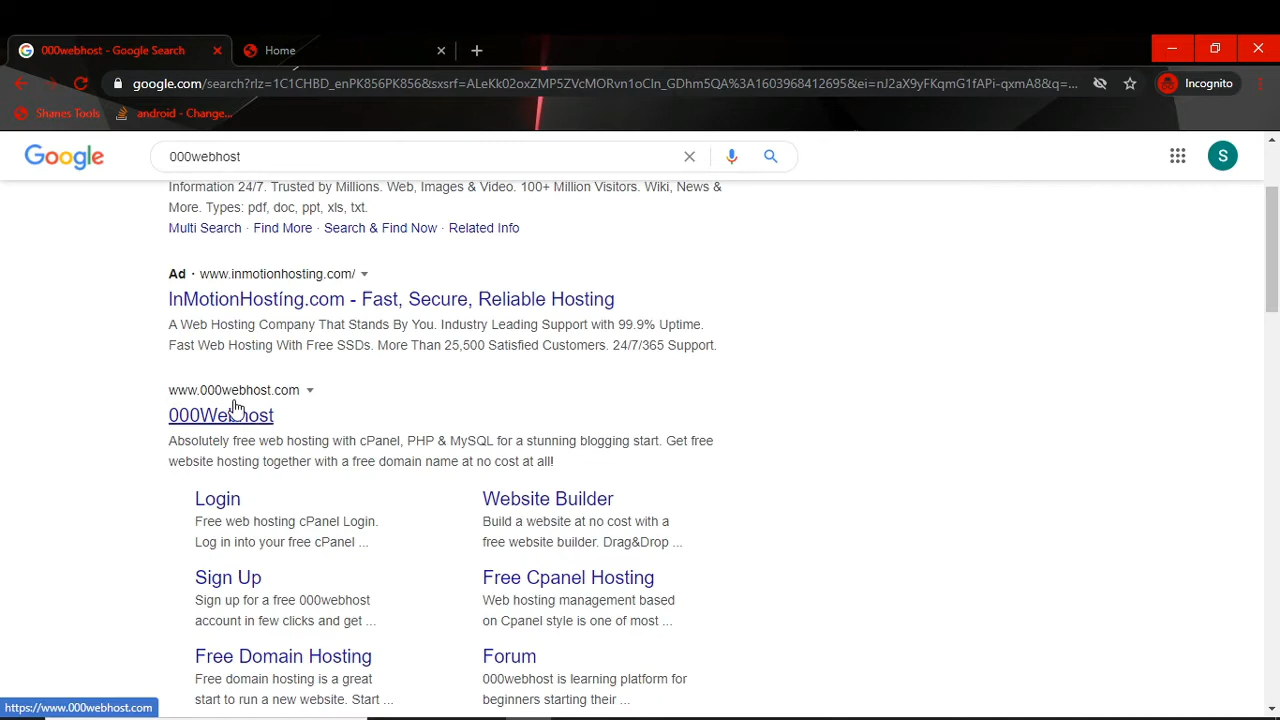 000webhost - Google Search
Home
google.com/search?rlz=1C1CHBD_enPK856PK856&sxsrf=ALeKk02oxZMP5ZVcMORvn1oCln_GDhm5QA%3A1603968412695&ei=nJ2aX9yFKqmG1fAPi-qxmA8&q=...
Incognito
Shanes Tools
android - Change...
Google
000webhost
S
Information 24/7. Trusted by Millions. Web, Images & Video. 100+ Million Visitors. Wiki, News &
More. Types: pdf, doc, ppt, xls, txt.
Multi Search · Find More · Search & Find Now · Related Info
Ad · www.inmotionhosting.com/
InMotionHosting.com - Fast, Secure, Reliable Hosting
A Web Hosting Company That Stands By You. Industry Leading Support with 99.9% Uptime.
Fast Web Hosting With Free SSDs. More Than 25,500 Satisfied Customers. 24/7/365 Support.
www.000webhost.com
000Webhost
Absolutely free web hosting with cPanel, PHP & MySQL for a stunning blogging start. Get free
website hosting together with a free domain name at no cost at all!
Login
Free web hosting cPanel Login.
Log in into your free cPanel ...
Website Builder
Build a website at no cost with a
free website builder. Drag&Drop ...
Sign Up
Sign up for a free 000webhost
account in few clicks and get ...
Free Cpanel Hosting
Web hosting management based
on Cpanel style is one of most ...
Free Domain Hosting
Free domain hosting is a great
start to run a new website. Start ...
Forum
000webhost is learning platform for
beginners starting their ...
https://www.000webhost.com